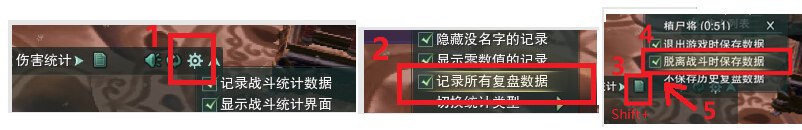 1
伤害统计
记录战斗统计数据
显示战斗统计界面
2
隐藏没名字的记录
显示零数值的记录
记录所有复盘数据
切换统计类型
植尸将 (0:51) X
4
退出游戏时保存数据
脱离战斗时保存数据
3
不保存历史复盘数据
Shift+
5